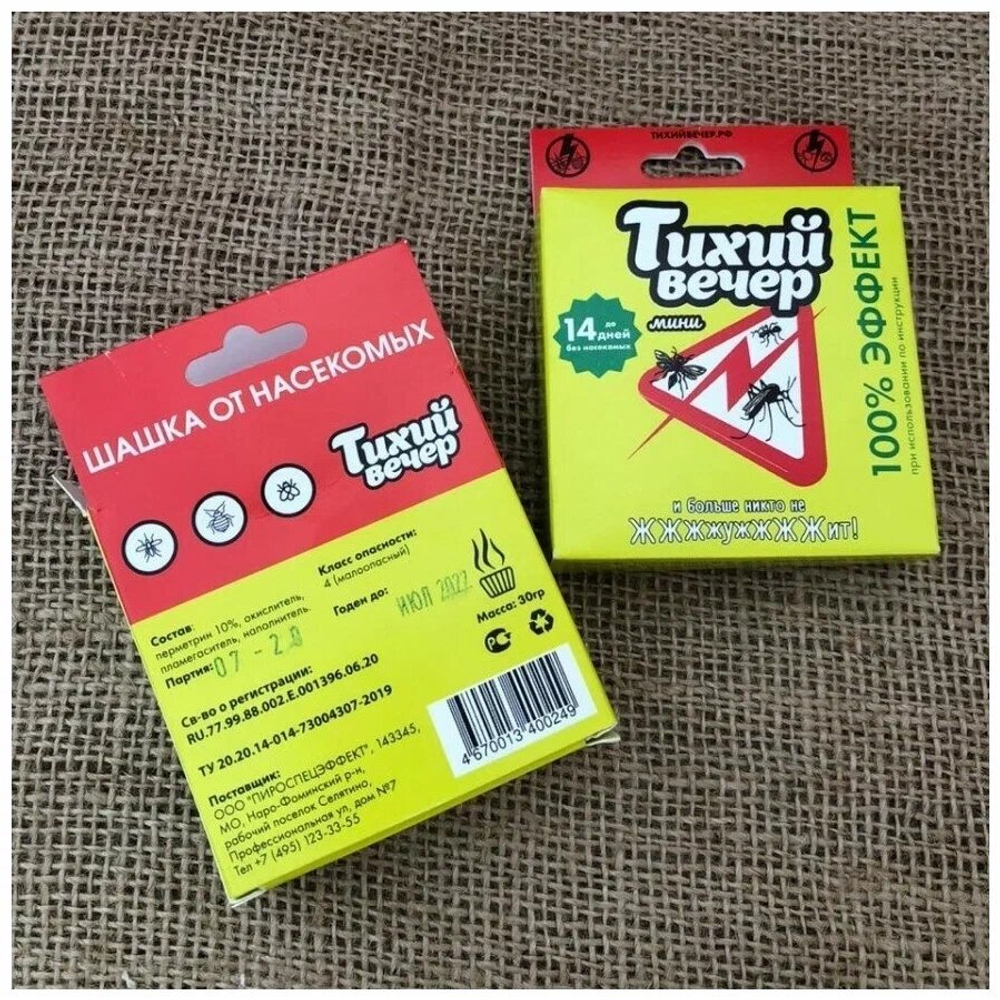 ШАШКА ОТ НАСЕКОМЫХ
Тихий
вечер
Состав:
перметрин 10%, окислитель,
пламегаситель, наполнитель.
Партия: 07 - 20
Класс опасности:
4 (малоопасный)
Годен до: ИЮЛ 2022
Масса: 30гр
Св-во о регистрации:
RU.77.99.88.002.Е.001396.06.20
ТУ 20.20.14-014-73004307-2019
Поставщик:
ООО "ПИРОСПЕЦЭФФЕКТ", 143345,
МО, Наро-Фоминский р-н,
рабочий поселок Селятино,
Профессиональная ул, дом №7
Тел +7 (495) 123-33-55
4 670013 400249
РС
ТИХИЙВЕЧЕР.РФ
Тихий
вечер
мини
14 до дней
без насекомых
100% ЭФФЕКТ
при использовании по инструкции
и больше никто не
ЖЖЖжужЖЖЖит!